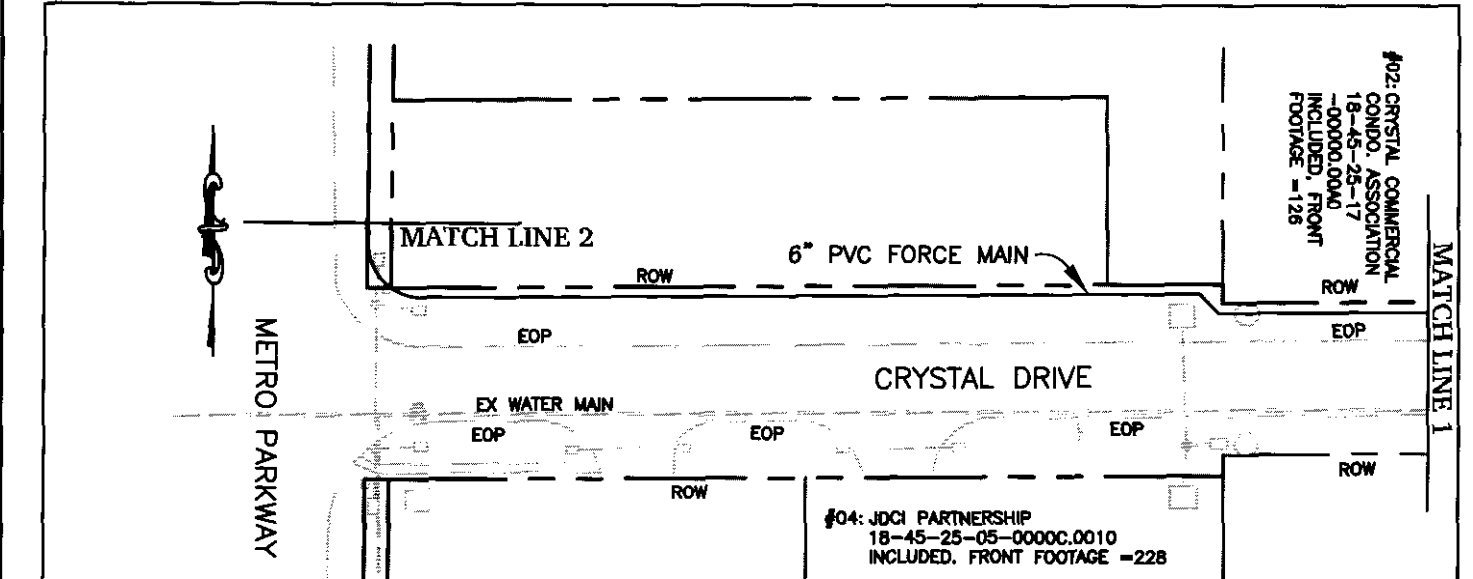 #02: CRYSTAL COMMERCIAL
CONDO. ASSOCIATION
18-45-25-17
-00000.00A0
INCLUDED, FRONT
FOOTAGE =126
MATCH LINE 1
MATCH LINE 2
6" PVC FORCE MAIN
ROW
ROW
EOP
EOP
METRO PARKWAY
CRYSTAL DRIVE
EX WATER MAIN
EOP
EOP
EOP
ROW
ROW
#04: JDCI PARTNERSHIP
18-45-25-05-0000C.0010
INCLUDED. FRONT FOOTAGE =228